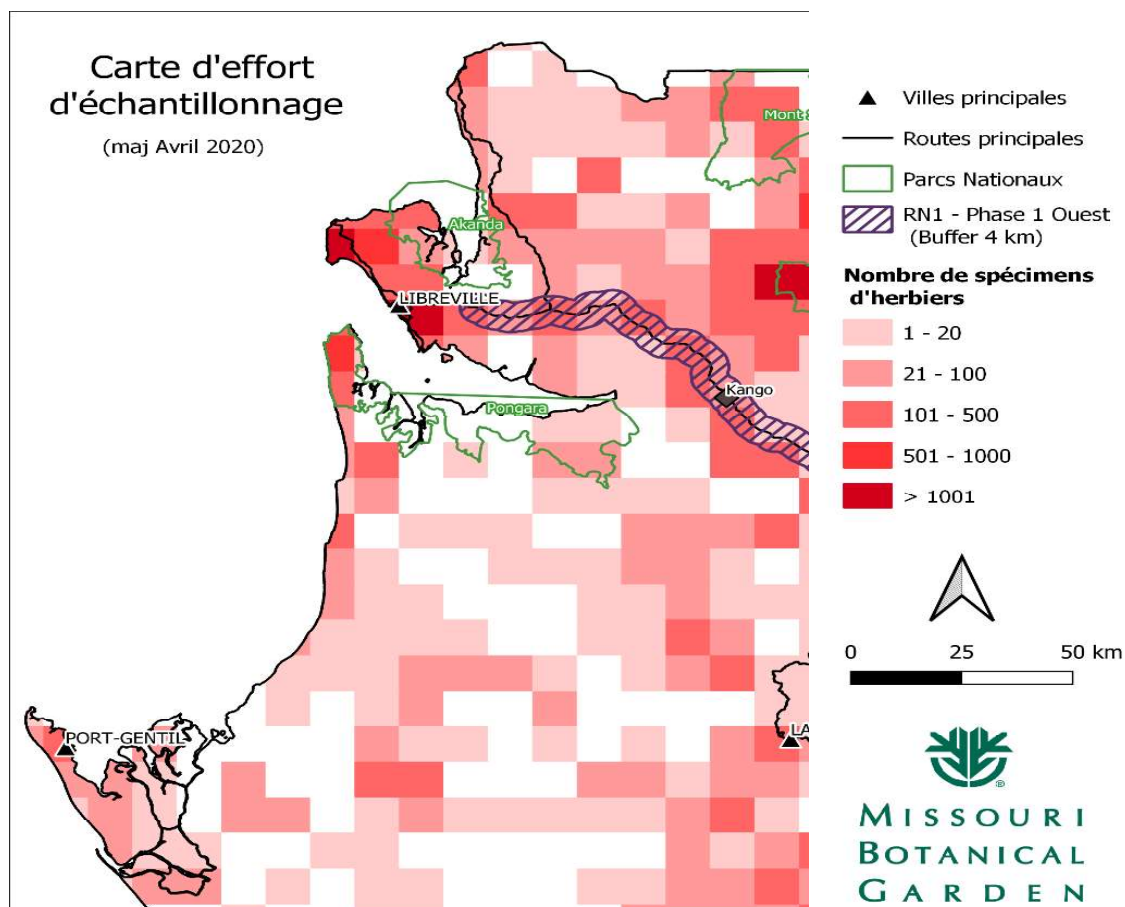 Carte d'effort
d'échantillonnage
(maj Avril 2020)
Mont
Akanda
LIBREVILLE
Kango
Pongara
PORT-GENTIL
LA
Villes principales
Routes principales
Parcs Nationaux
RN1 - Phase 1 Ouest
(Buffer 4 km)
Nombre de spécimens
d'herbiers
1 - 20
21 - 100
101 - 500
501 - 1000
> 1001
0 25 50 km
®
MISSOURI
BOTANICAL
GARDEN